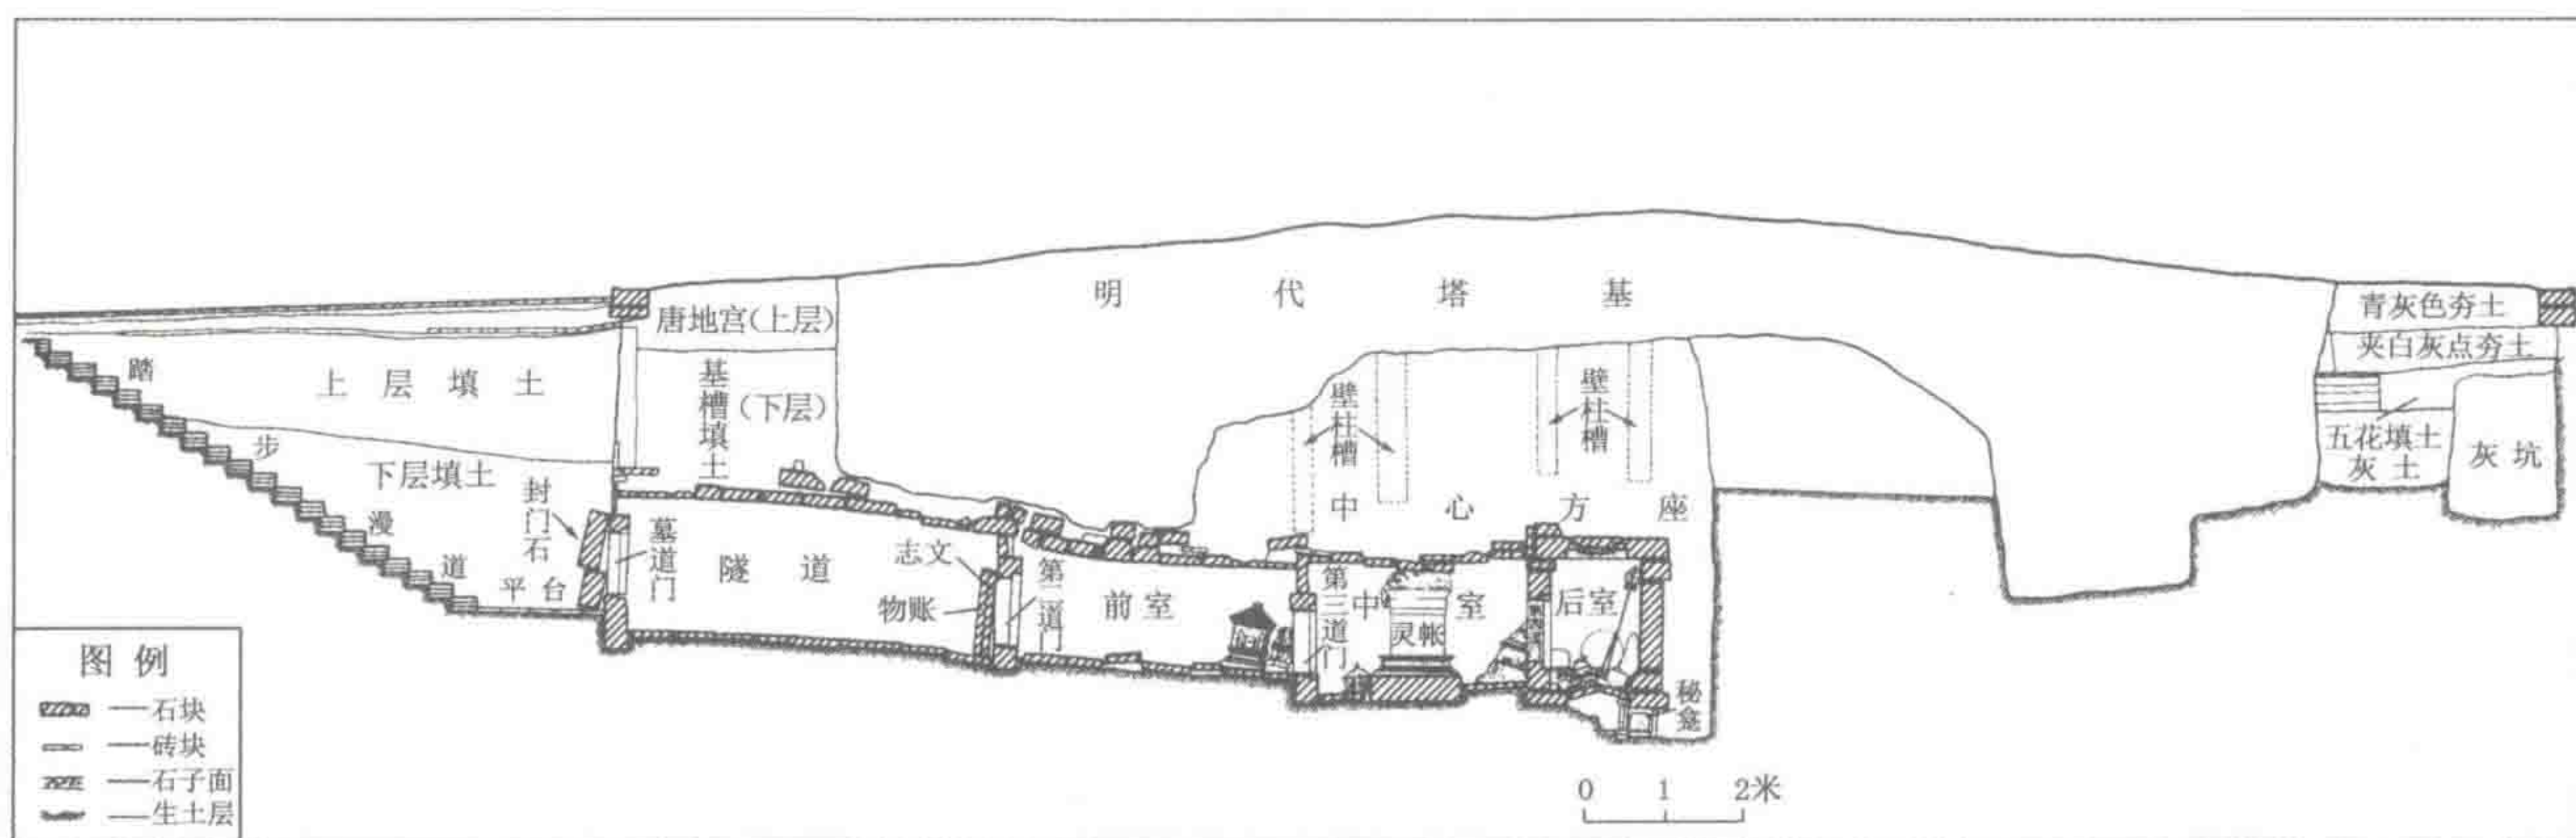 明代塔基
唐地宫(上层)
青灰色夯土
夹白灰点夯土
踏步漫道
上层填土
基槽填土
(下层)
壁柱槽
壁柱槽
五花填土
灰土
灰坑
下层填土
封门石
中心方座
平台
墓道门
隧道
志文
物账
第二道门
前室
第三道门
中室
灵帐
后室
秘龛
图例
石块
砖块
石子面
生土层
0 1 2米